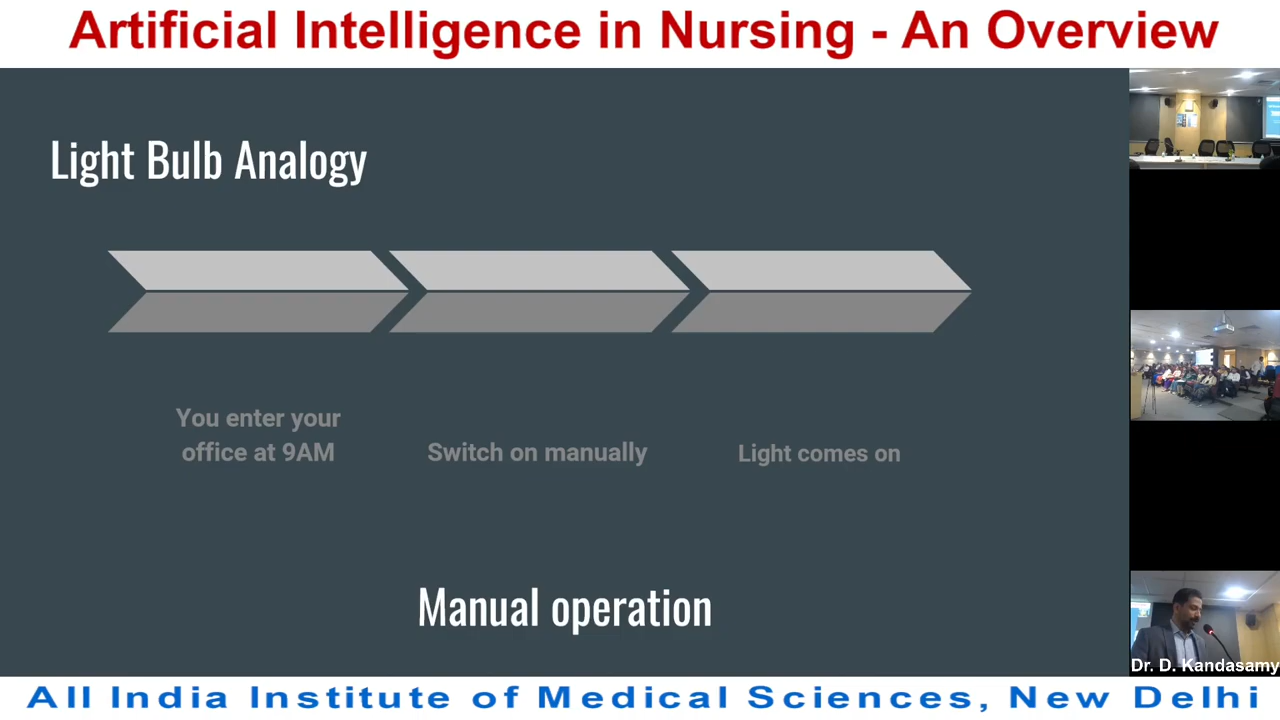 Artificial Intelligence in Nursing - An Overview
Light Bulb Analogy
You enter your
office at 9AM
Switch on manually
Light comes on
Manual operation
Dr. D. Kandasamy
All India Institute of Medical Sciences, New Delhi